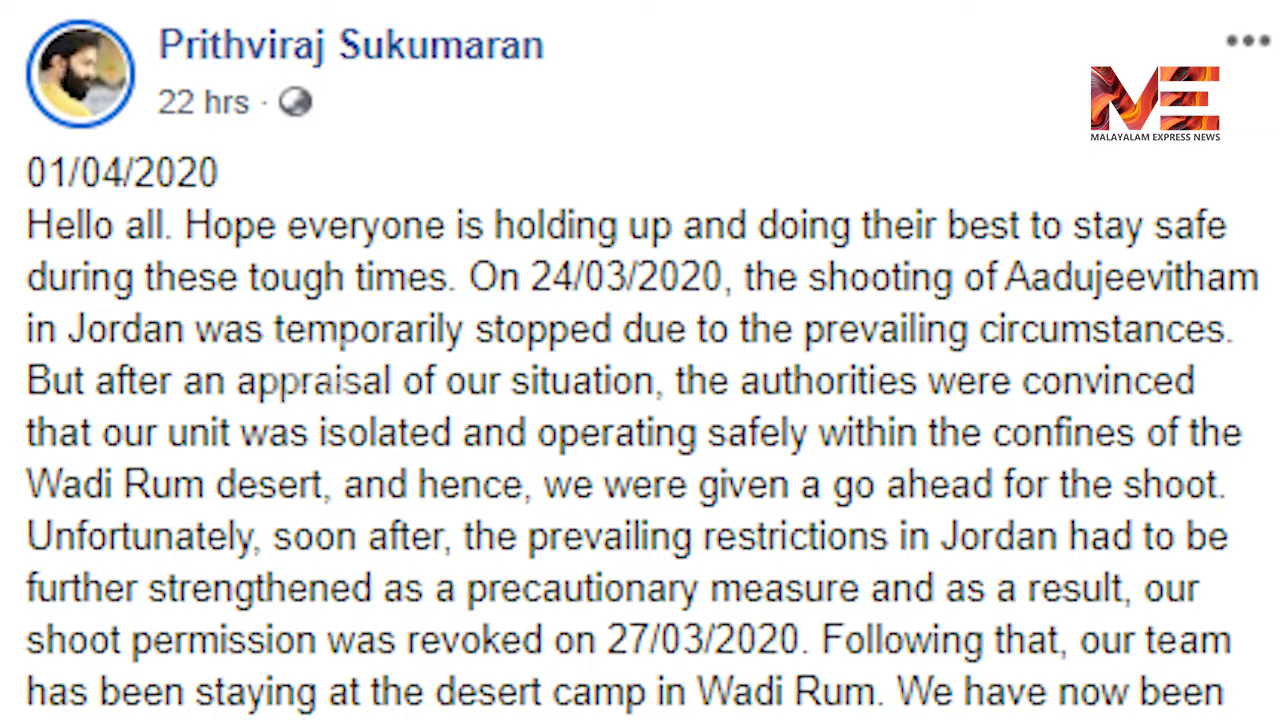 Prithviraj Sukumaran
22 hrs ·
ME
MALAYALAM EXPRESS NEWS
01/04/2020
Hello all. Hope everyone is holding up and doing their best to stay safe
during these tough times. On 24/03/2020, the shooting of Aadujeevitham
in Jordan was temporarily stopped due to the prevailing circumstances.
But after an appraisal of our situation, the authorities were convinced
that our unit was isolated and operating safely within the confines of the
Wadi Rum desert, and hence, we were given a go ahead for the shoot.
Unfortunately, soon after, the prevailing restrictions in Jordan had to be
further strengthened as a precautionary measure and as a result, our
shoot permission was revoked on 27/03/2020. Following that, our team
has been staying at the desert camp in Wadi Rum. We have now been